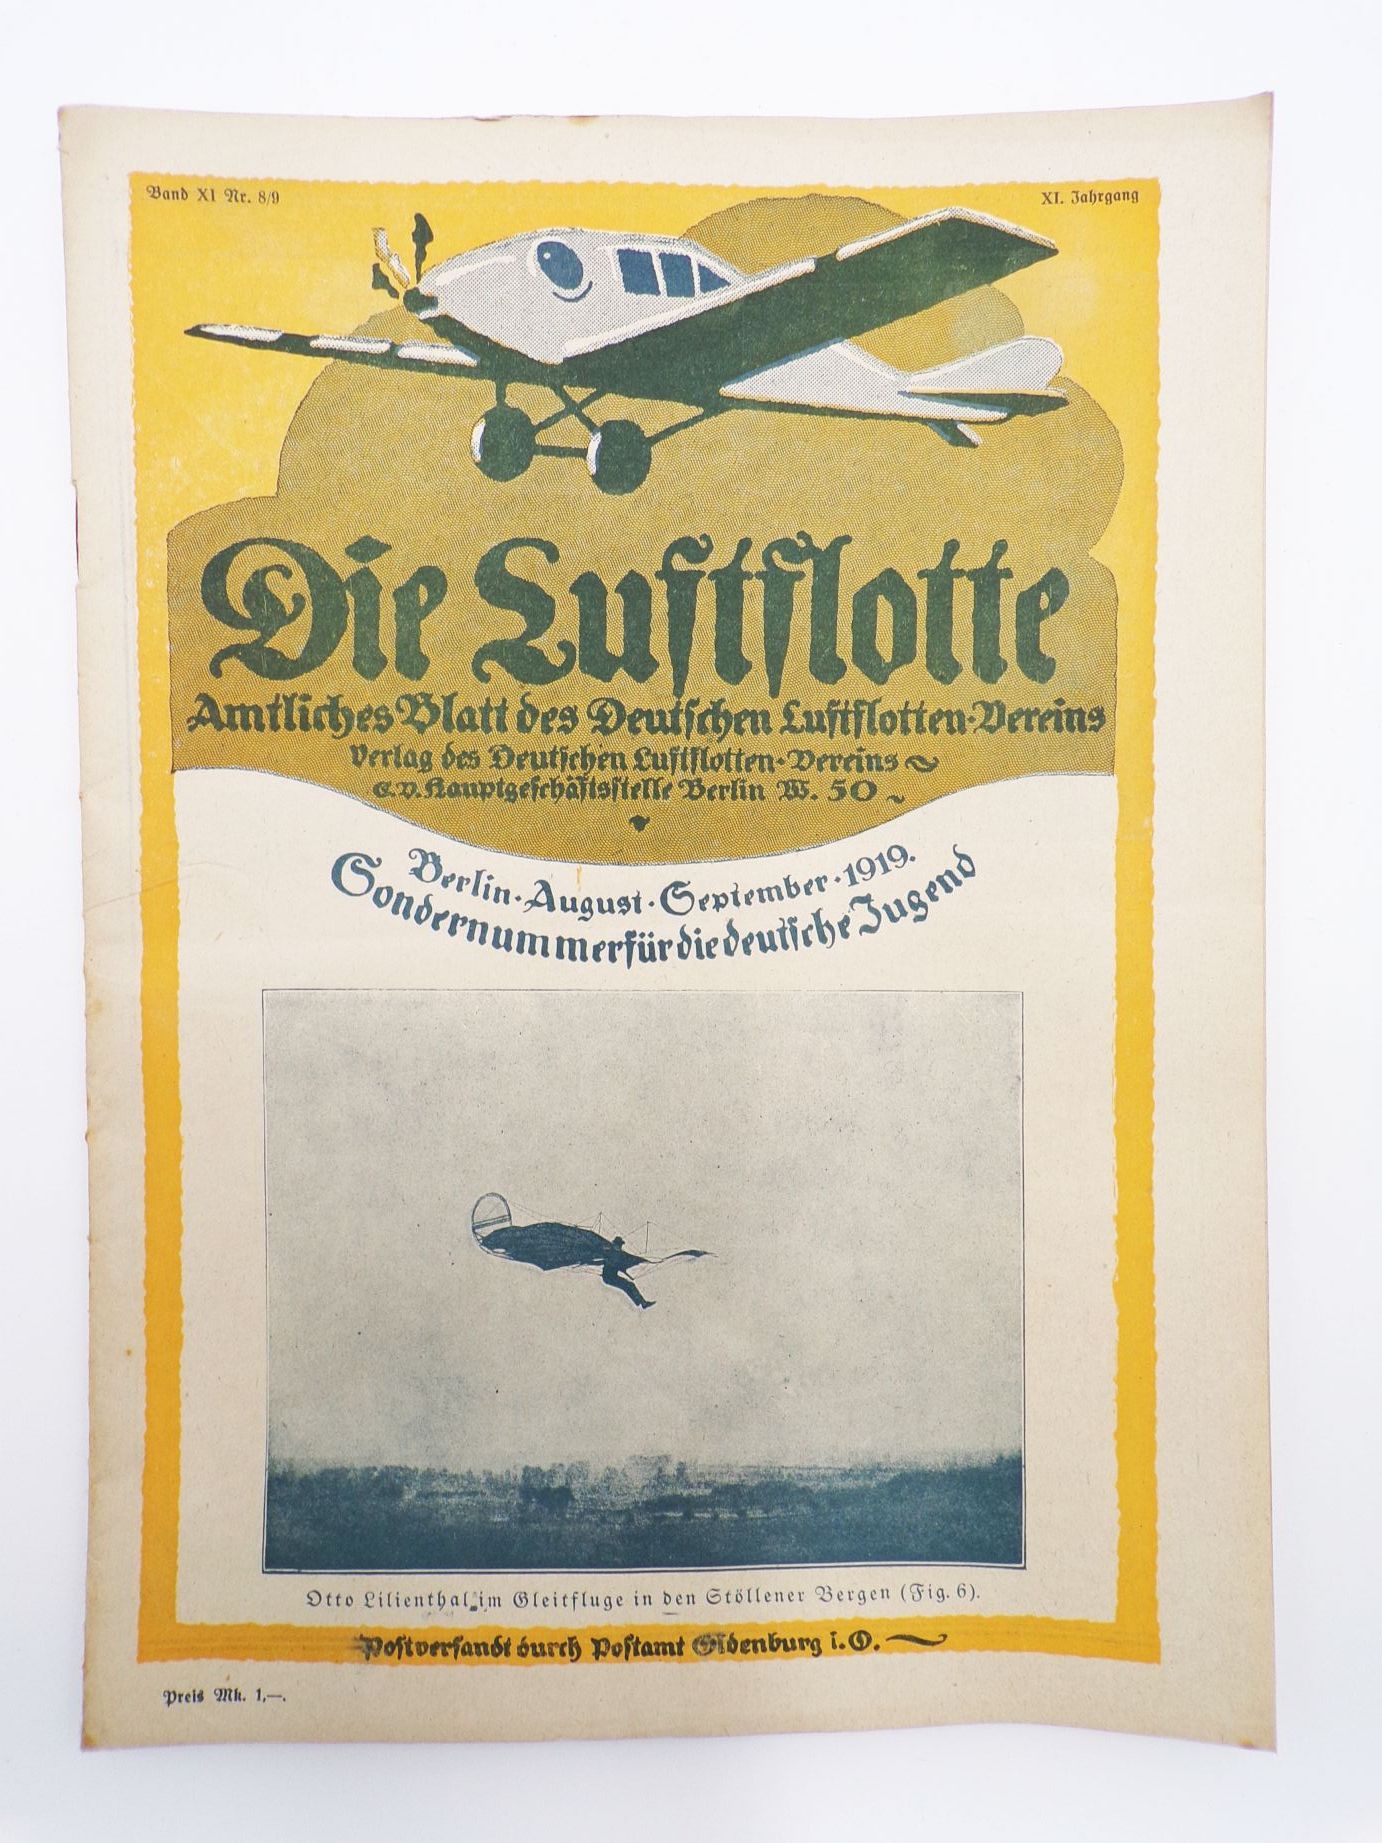 Band XI Nr. 8/9
XI. Jahrgang
Die Luftflotte
Amtliches Blatt des Deutschen Luftflotten-Vereins
Verlag des Deutschen Luftflotten-Vereins
e.V. Hauptgeschäftsstelle Berlin W. 50
Berlin·August·September·1919.
Sondernummer für die deutsche Jugend
Otto Lilienthal im Gleitfluge in den Stöllener Bergen (Fig. 6).
Postversandt durch Postamt Oldenburg i.O.
Preis Mk. 1,—.